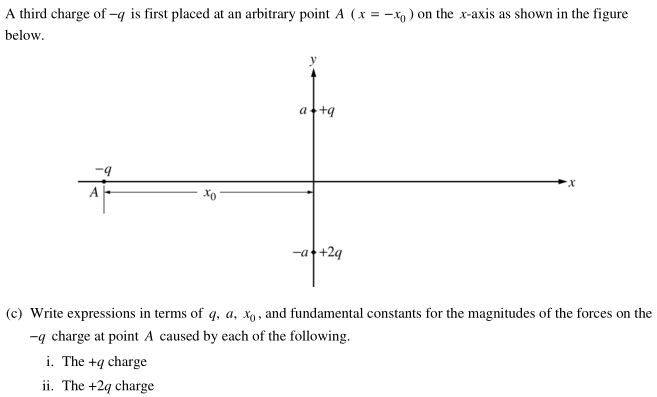 A third charge of −q is first placed at an arbitrary point A (x = −x₀) on the x-axis as shown in the figure
below.
y
a +q
−q
x
A
x₀
−a +2q
(c) Write expressions in terms of q, a, x₀, and fundamental constants for the magnitudes of the forces on the
−q charge at point A caused by each of the following.
i. The +q charge
ii. The +2q charge